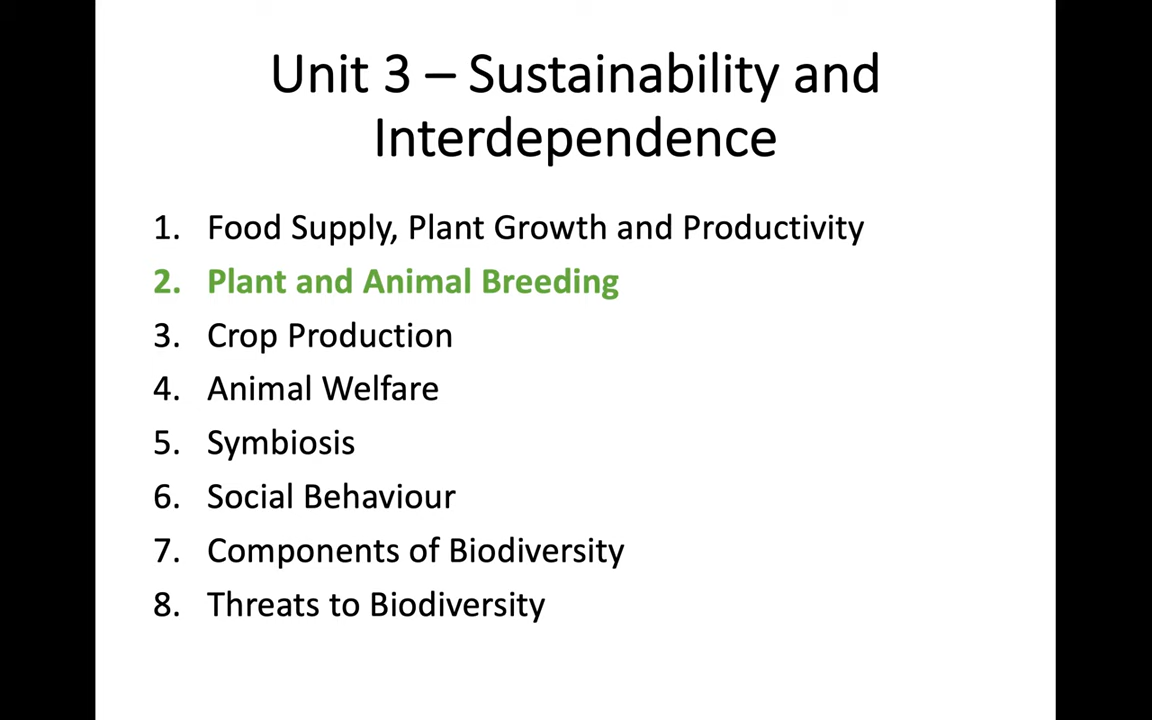 Unit 3 – Sustainability and
Interdependence
1. Food Supply, Plant Growth and Productivity
2. Plant and Animal Breeding
3. Crop Production
4. Animal Welfare
5. Symbiosis
6. Social Behaviour
7. Components of Biodiversity
8. Threats to Biodiversity